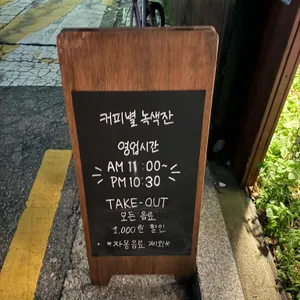 커피별 녹색잔
영업시간
AM 11:00~
PM 10:30
TAKE-OUT
모든 음료
1,000원 할인
*자몽음료 제외*